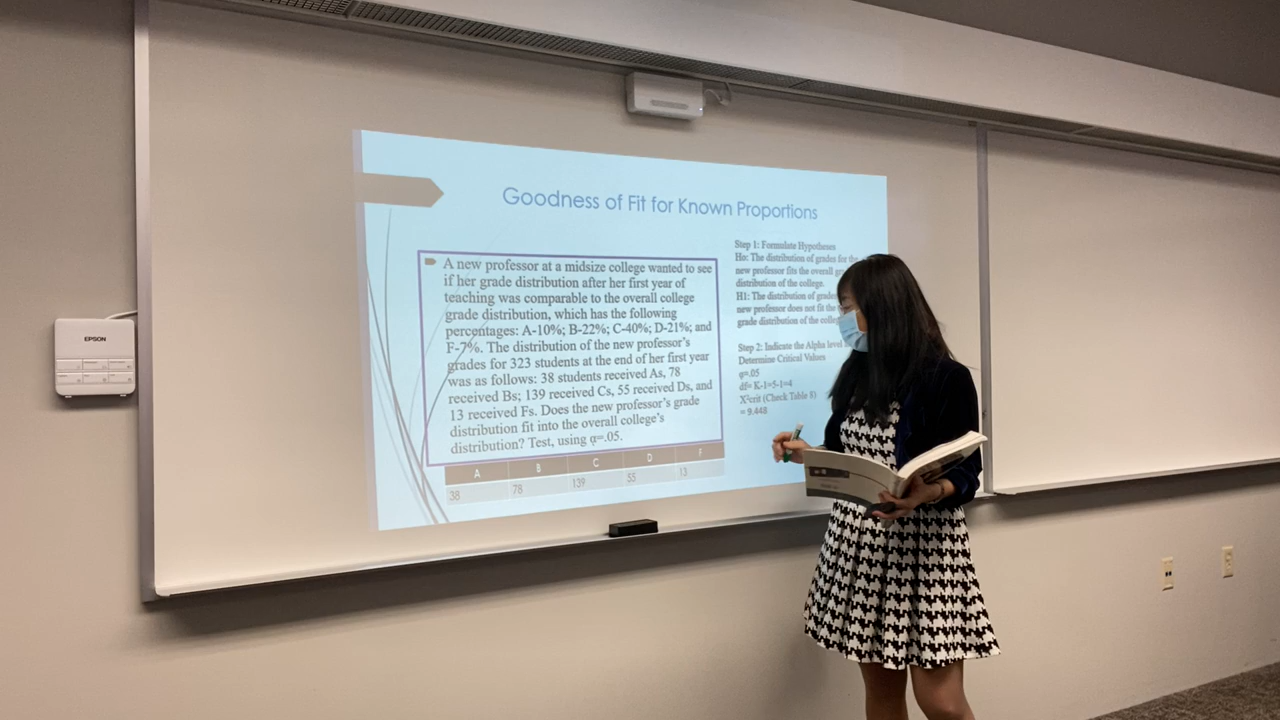 EPSON
Goodness of Fit for Known Proportions
A new professor at a midsize college wanted to see
if her grade distribution after her first year of
teaching was comparable to the overall college
grade distribution, which has the following
percentages: A-10%; B-22%; C-40%; D-21%; and
F-7%. The distribution of the new professor's
grades for 323 students at the end of her first year
was as follows: 38 students received As, 78
received Bs; 139 received Cs, 55 received Ds, and
13 received Fs. Does the new professor's grade
distribution fit into the overall college's
distribution? Test, using α=.05.
A B C D F
38 78 139 55 13
Step 1: Formulate Hypotheses
Ho: The distribution of grades for the
new professor fits the overall
distribution of the college.
H1: The distribution of grades
new professor does not fit the
grade distribution of the
Step 2: Indicate the Alpha level
Determine Critical Values
α=.05
df= K-1=5-1=4
X²crit (Check Table 8)
= 9.448